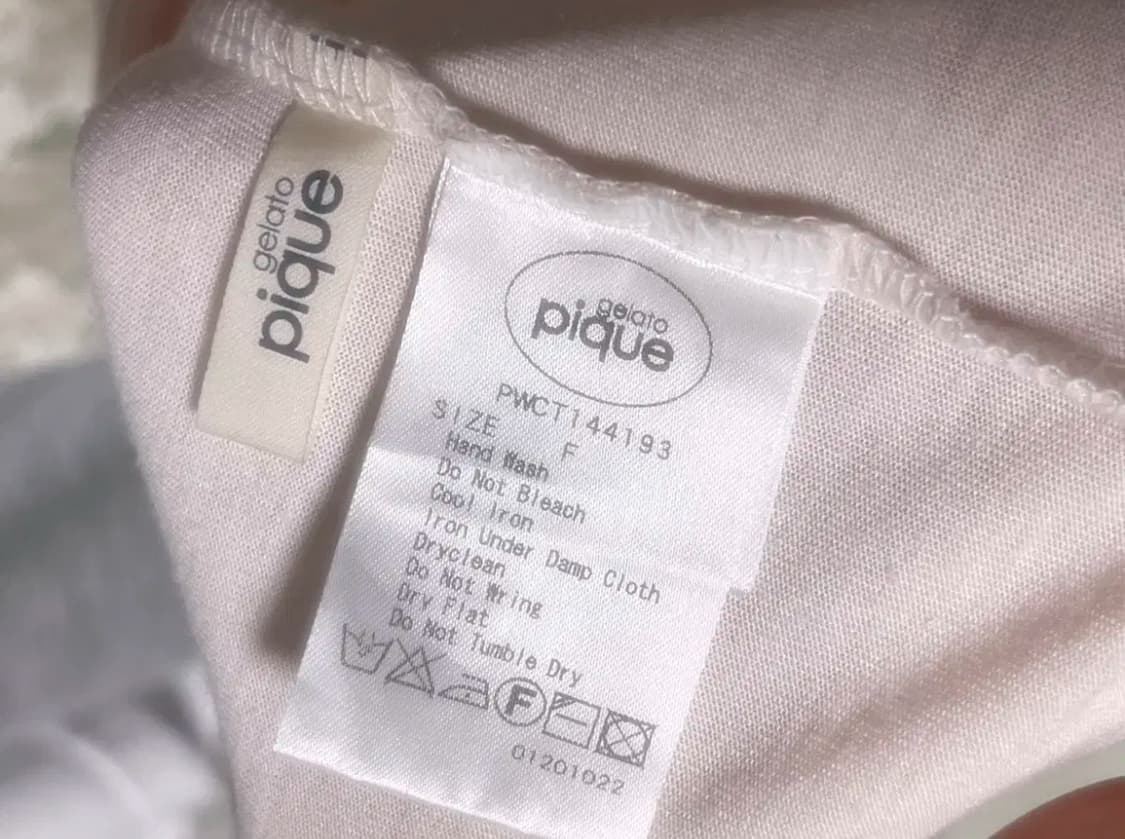 gelato
pique
gelato
pique
PWCT144193
SIZE F
Hand Wash
Do Not Bleach
Cool Iron
Iron Under Damp Cloth
Dryclean
Do Not Wring
Dry Flat
Do Not Tumble Dry
F
01201022